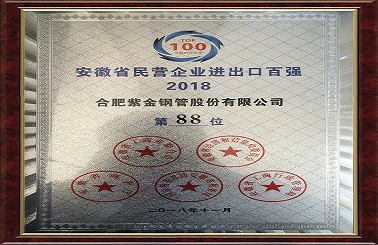 TOP
100
安徽省民营企业进出口百强
2018
合肥紫金钢管股份有限公司
第 88 位
二〇一八年十一月